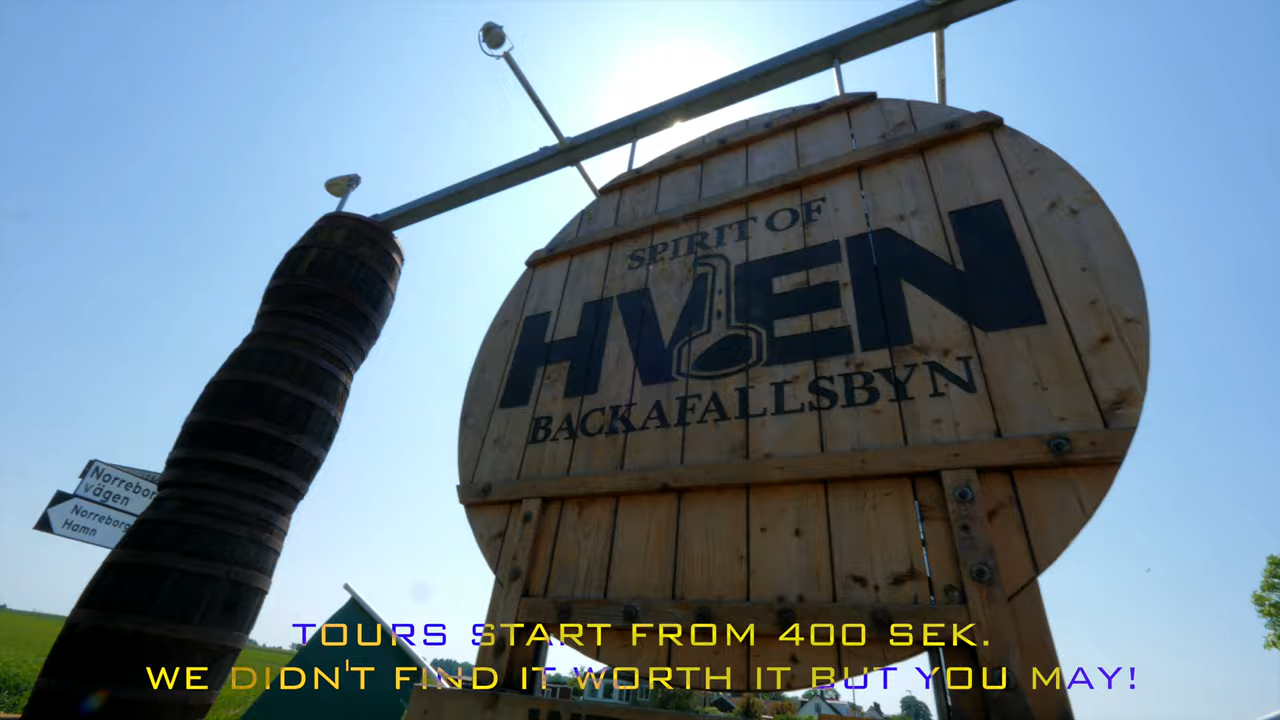 SPIRIT OF
HVEN
BACKAFALLSBYN
Norrebor
vägen
Norreborg
Hamn
TOURS START FROM 400 SEK.
WE DIDN'T FIND IT WORTH IT BUT YOU MAY!